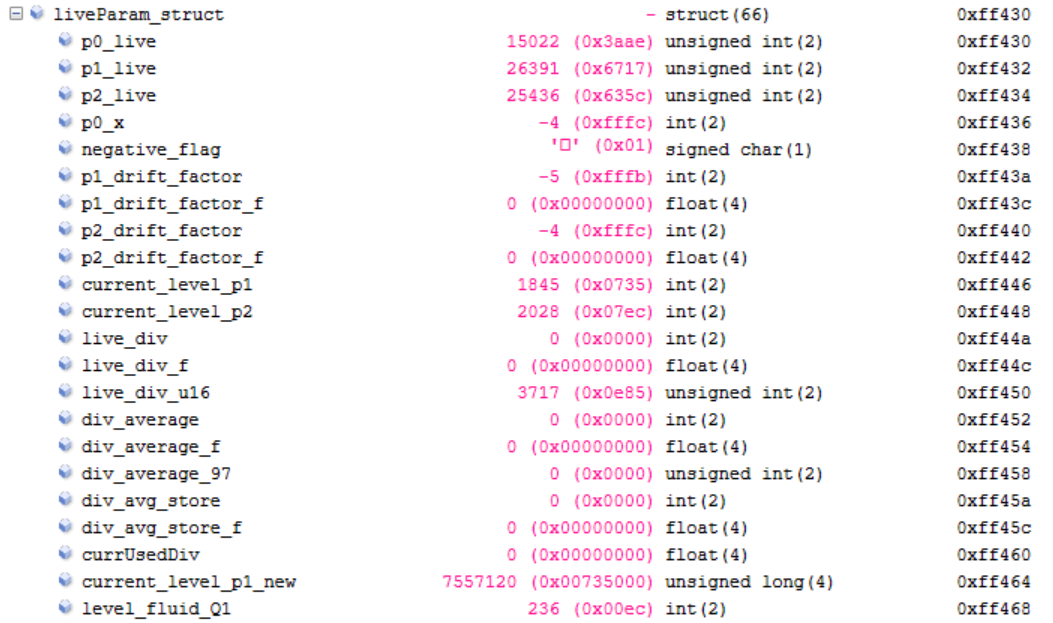 liveParam_struct - struct(66) 0xff430
p0_live 15022 (0x3aae) unsigned int(2) 0xff430
p1_live 26391 (0x6717) unsigned int(2) 0xff432
p2_live 25436 (0x635c) unsigned int(2) 0xff434
p0_x -4 (0xfffc) int(2) 0xff436
negative_flag '□' (0x01) signed char(1) 0xff438
p1_drift_factor -5 (0xfffb) int(2) 0xff43a
p1_drift_factor_f 0 (0x00000000) float(4) 0xff43c
p2_drift_factor -4 (0xfffc) int(2) 0xff440
p2_drift_factor_f 0 (0x00000000) float(4) 0xff442
current_level_p1 1845 (0x0735) int(2) 0xff446
current_level_p2 2028 (0x07ec) int(2) 0xff448
live_div 0 (0x0000) int(2) 0xff44a
live_div_f 0 (0x00000000) float(4) 0xff44c
live_div_u16 3717 (0x0e85) unsigned int(2) 0xff450
div_average 0 (0x0000) int(2) 0xff452
div_average_f 0 (0x00000000) float(4) 0xff454
div_average_97 0 (0x0000) unsigned int(2) 0xff458
div_avg_store 0 (0x0000) int(2) 0xff45a
div_avg_store_f 0 (0x00000000) float(4) 0xff45c
currUsedDiv 0 (0x00000000) float(4) 0xff460
current_level_p1_new 7557120 (0x00735000) unsigned long(4) 0xff464
level_fluid_Q1 236 (0x00ec) int(2) 0xff468